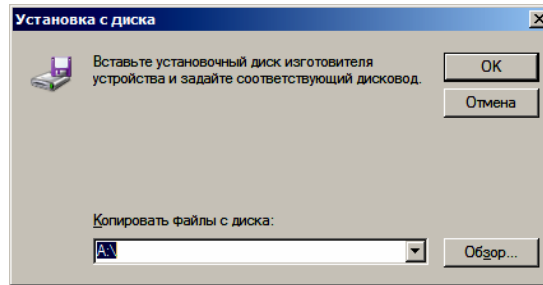 Установка с диска
Вставьте установочный диск изготовителя
устройства и задайте соответствующий дисковод.
OK
Отмена
Копировать файлы с диска:
A:\
Обзор...